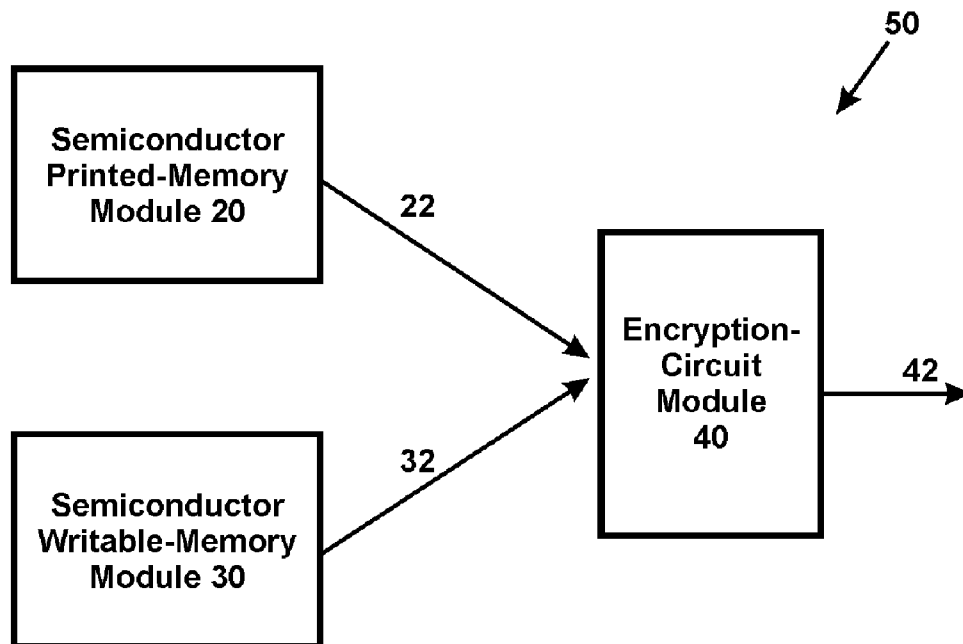 50
Semiconductor
Printed-Memory
Module 20
22
Encryption-
Circuit
Module
40
42
32
Semiconductor
Writable-Memory
Module 30